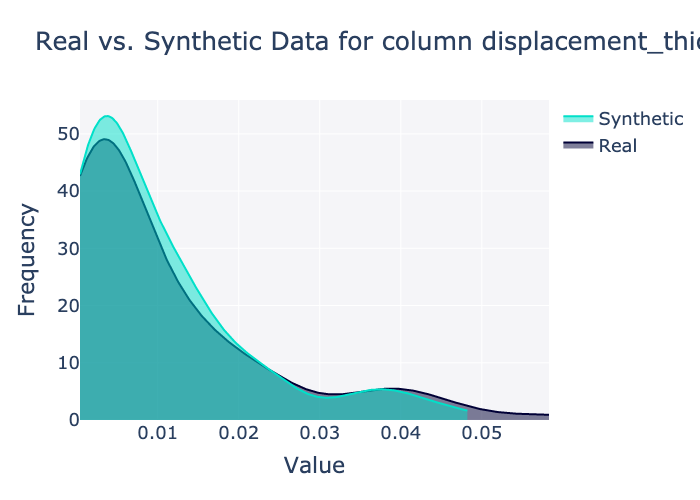 Real vs. Synthetic Data for column displacement_thi
Synthetic
Real
50
40
30
20
10
0
Frequency
0.01 0.02 0.03 0.04 0.05
Value